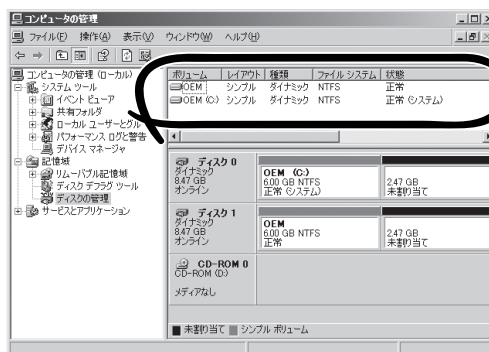 コンピュータの管理
ファイル(F) 操作(A) 表示(V) ウィンドウ(W) ヘルプ(H)
コンピュータの管理 (ローカル)
システム ツール
イベント ビューア
共有フォルダ
ローカル ユーザーとグル
パフォーマンス ログと警告
デバイス マネージャ
記憶域
リムーバブル記憶域
ディスク デフラグ ツール
ディスクの管理
サービスとアプリケーション
ボリューム レイアウト 種類 ファイル システム 状態
OEM シンプル ダイナミック NTFS 正常
OEM (C:) シンプル ダイナミック NTFS 正常 (システム)
ディスク 0
ダイナミック
8.47 GB
オンライン
OEM (C:)
6.00 GB NTFS
正常 (システム)
2.47 GB
未割り当て
ディスク 1
ダイナミック
8.47 GB
オンライン
OEM
6.00 GB NTFS
正常
2.47 GB
未割り当て
CD-ROM 0
CD-ROM (D:)
メディアなし
未割り当て シンプル ボリューム